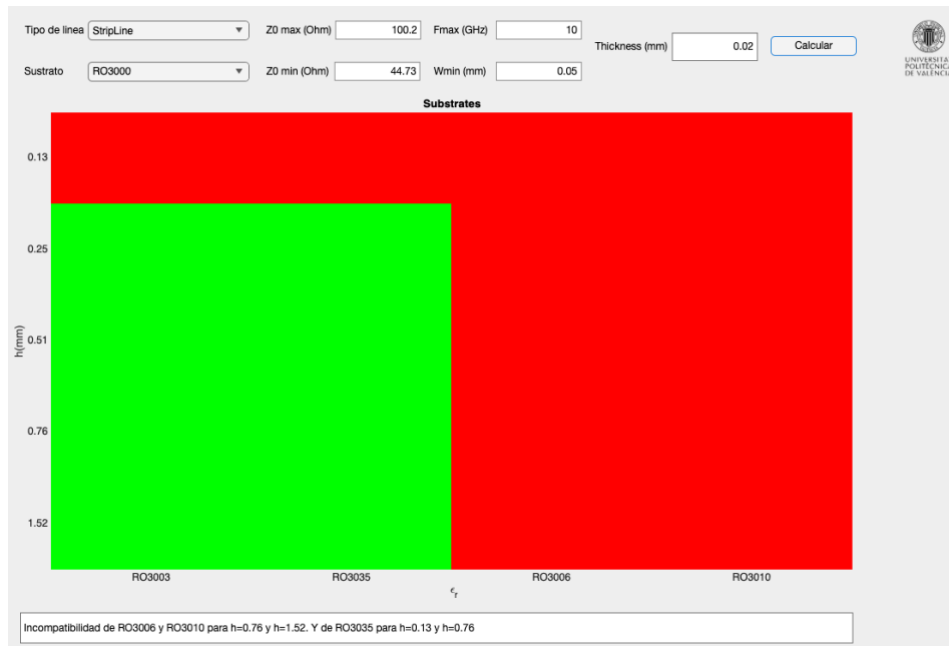 Tipo de linea StripLine Z0 max (Ohm) 100.2 Fmax (GHz) 10
Thickness (mm) 0.02 Calcular
Sustrato RO3000 Z0 min (Ohm) 44.73 Wmin (mm) 0.05
UNIVERSITAT
POLITÈCNICA
DE VALÈNCIA
Substrates
0.13
0.25
0.51
0.76
1.52
h(mm)
RO3003 RO3035 RO3006 RO3010
ϵr
Incompatibilidad de RO3006 y RO3010 para h=0.76 y h=1.52. Y de RO3035 para h=0.13 y h=0.76